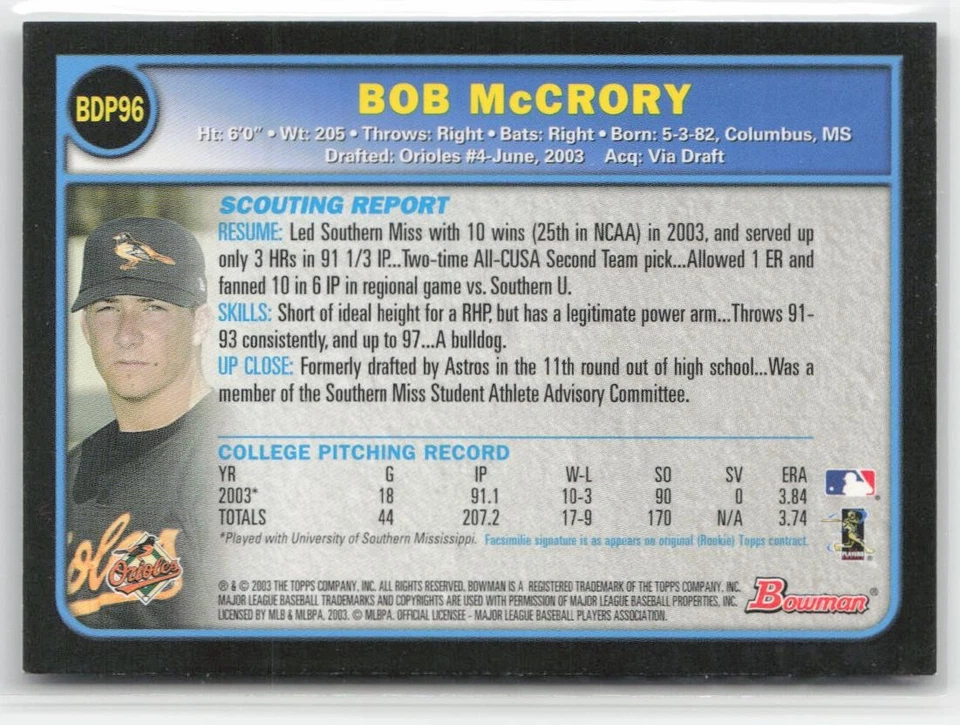 BDP96
BOB McCRORY
Ht: 6'0" • Wt: 205 • Throws: Right • Bats: Right • Born: 5-3-82, Columbus, MS
Drafted: Orioles #4-June, 2003 Acq: Via Draft
SCOUTING REPORT
RESUME: Led Southern Miss with 10 wins (25th in NCAA) in 2003, and served up
only 3 HRs in 91 1/3 IP...Two-time All-CUSA Second Team pick...Allowed 1 ER and
fanned 10 in 6 IP in regional game vs. Southern U.
SKILLS: Short of ideal height for a RHP, but has a legitimate power arm...Throws 91-
93 consistently, and up to 97...A bulldog.
UP CLOSE: Formerly drafted by Astros in the 11th round out of high school...Was a
member of the Southern Miss Student Athlete Advisory Committee.
COLLEGE PITCHING RECORD
YR G IP W-L SO SV ERA
2003* 18 91.1 10-3 90 0 3.84
TOTALS 44 207.2 17-9 170 N/A 3.74
*Played with University of Southern Mississippi. Facsimilie signature is as appears on original (Rookie) Topps contract.
oles
Orioles
PLAYERS
® & © 2003 THE TOPPS COMPANY, INC. ALL RIGHTS RESERVED. BOWMAN IS A REGISTERED TRADEMARK OF THE TOPPS COMPANY, INC.
MAJOR LEAGUE BASEBALL TRADEMARKS AND COPYRIGHTS ARE USED WITH PERMISSION OF MAJOR LEAGUE BASEBALL PROPERTIES, INC.
LICENSED BY MLB & MLBPA, 2003. © MLBPA. OFFICIAL LICENSEE - MAJOR LEAGUE BASEBALL PLAYERS ASSOCIATION.
Bowman®